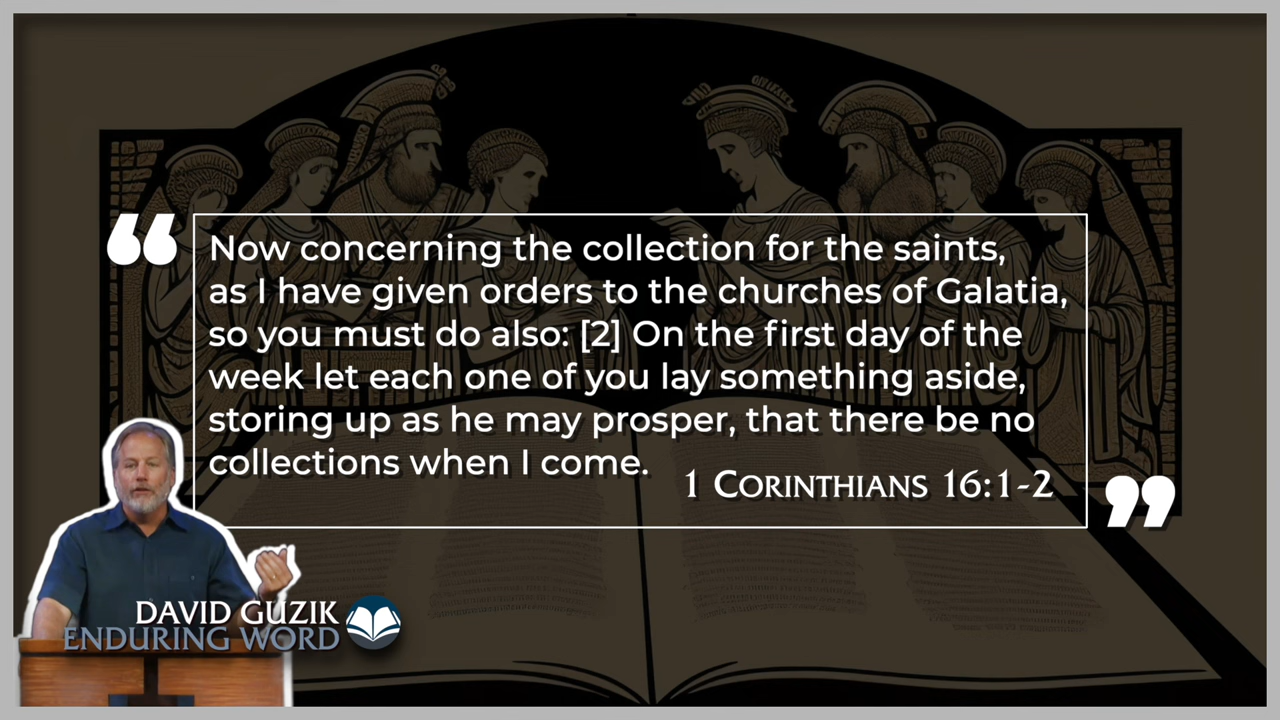 Now concerning the collection for the saints,
as I have given orders to the churches of Galatia,
so you must do also: [2] On the first day of the
week let each one of you lay something aside,
storing up as he may prosper, that there be no
collections when I come.
1 Corinthians 16:1-2
DAVID GUZIK
ENDURING WORD